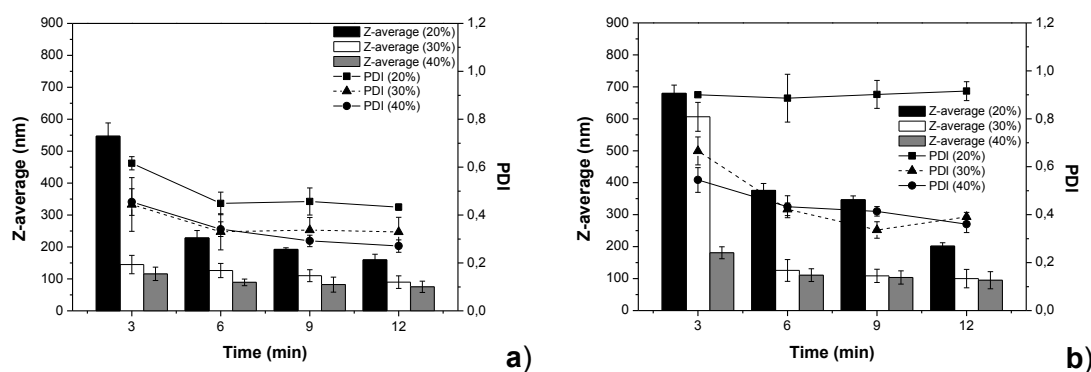 900
800
700
600
500
400
300
200
100
0
Z-average (nm)
1,2
1,0
0,8
0,6
0,4
0,2
0,0
PDI
Z-average (20%)
Z-average (30%)
Z-average (40%)
PDI (20%)
PDI (30%)
PDI (40%)
3 6 9 12
Time (min)
a)
900
800
700
600
500
400
300
200
100
0
Z-average (nm)
1,2
1,0
0,8
0,6
0,4
0,2
0,0
PDI
Z-average (20%)
Z-average (30%)
Z-average (40%)
PDI (20%)
PDI (30%)
PDI (40%)
3 6 9 12
Time (min)
b)